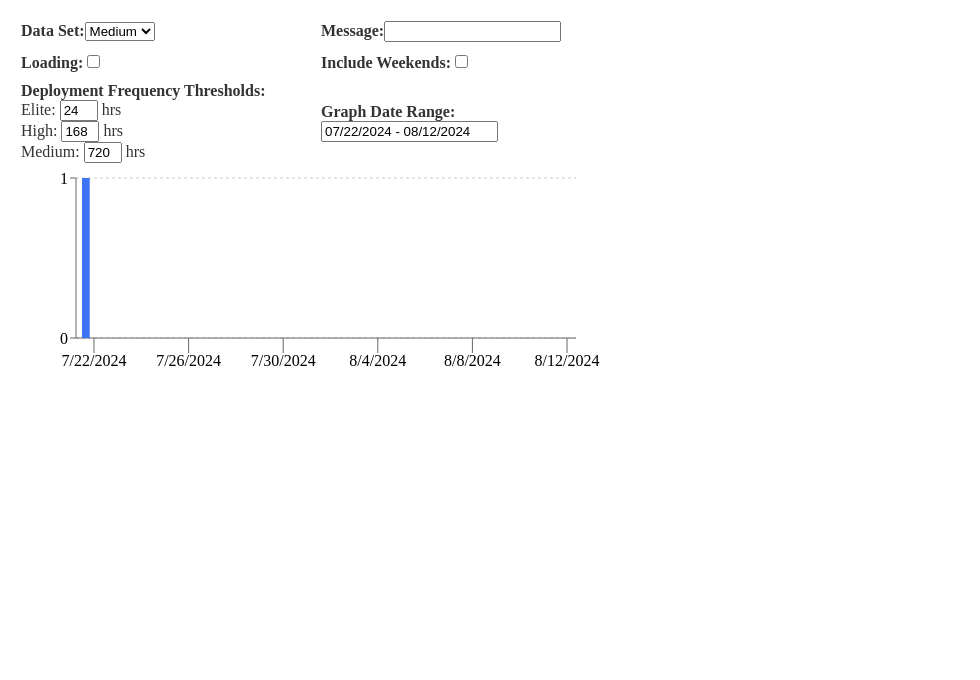 Data Set: Medium
Message:
Loading:
Include Weekends:
Deployment Frequency Thresholds:
Elite: 24 hrs
High: 168 hrs
Medium: 720 hrs
Graph Date Range:
07/22/2024 - 08/12/2024
1
0
7/22/2024 7/26/2024 7/30/2024 8/4/2024 8/8/2024 8/12/2024